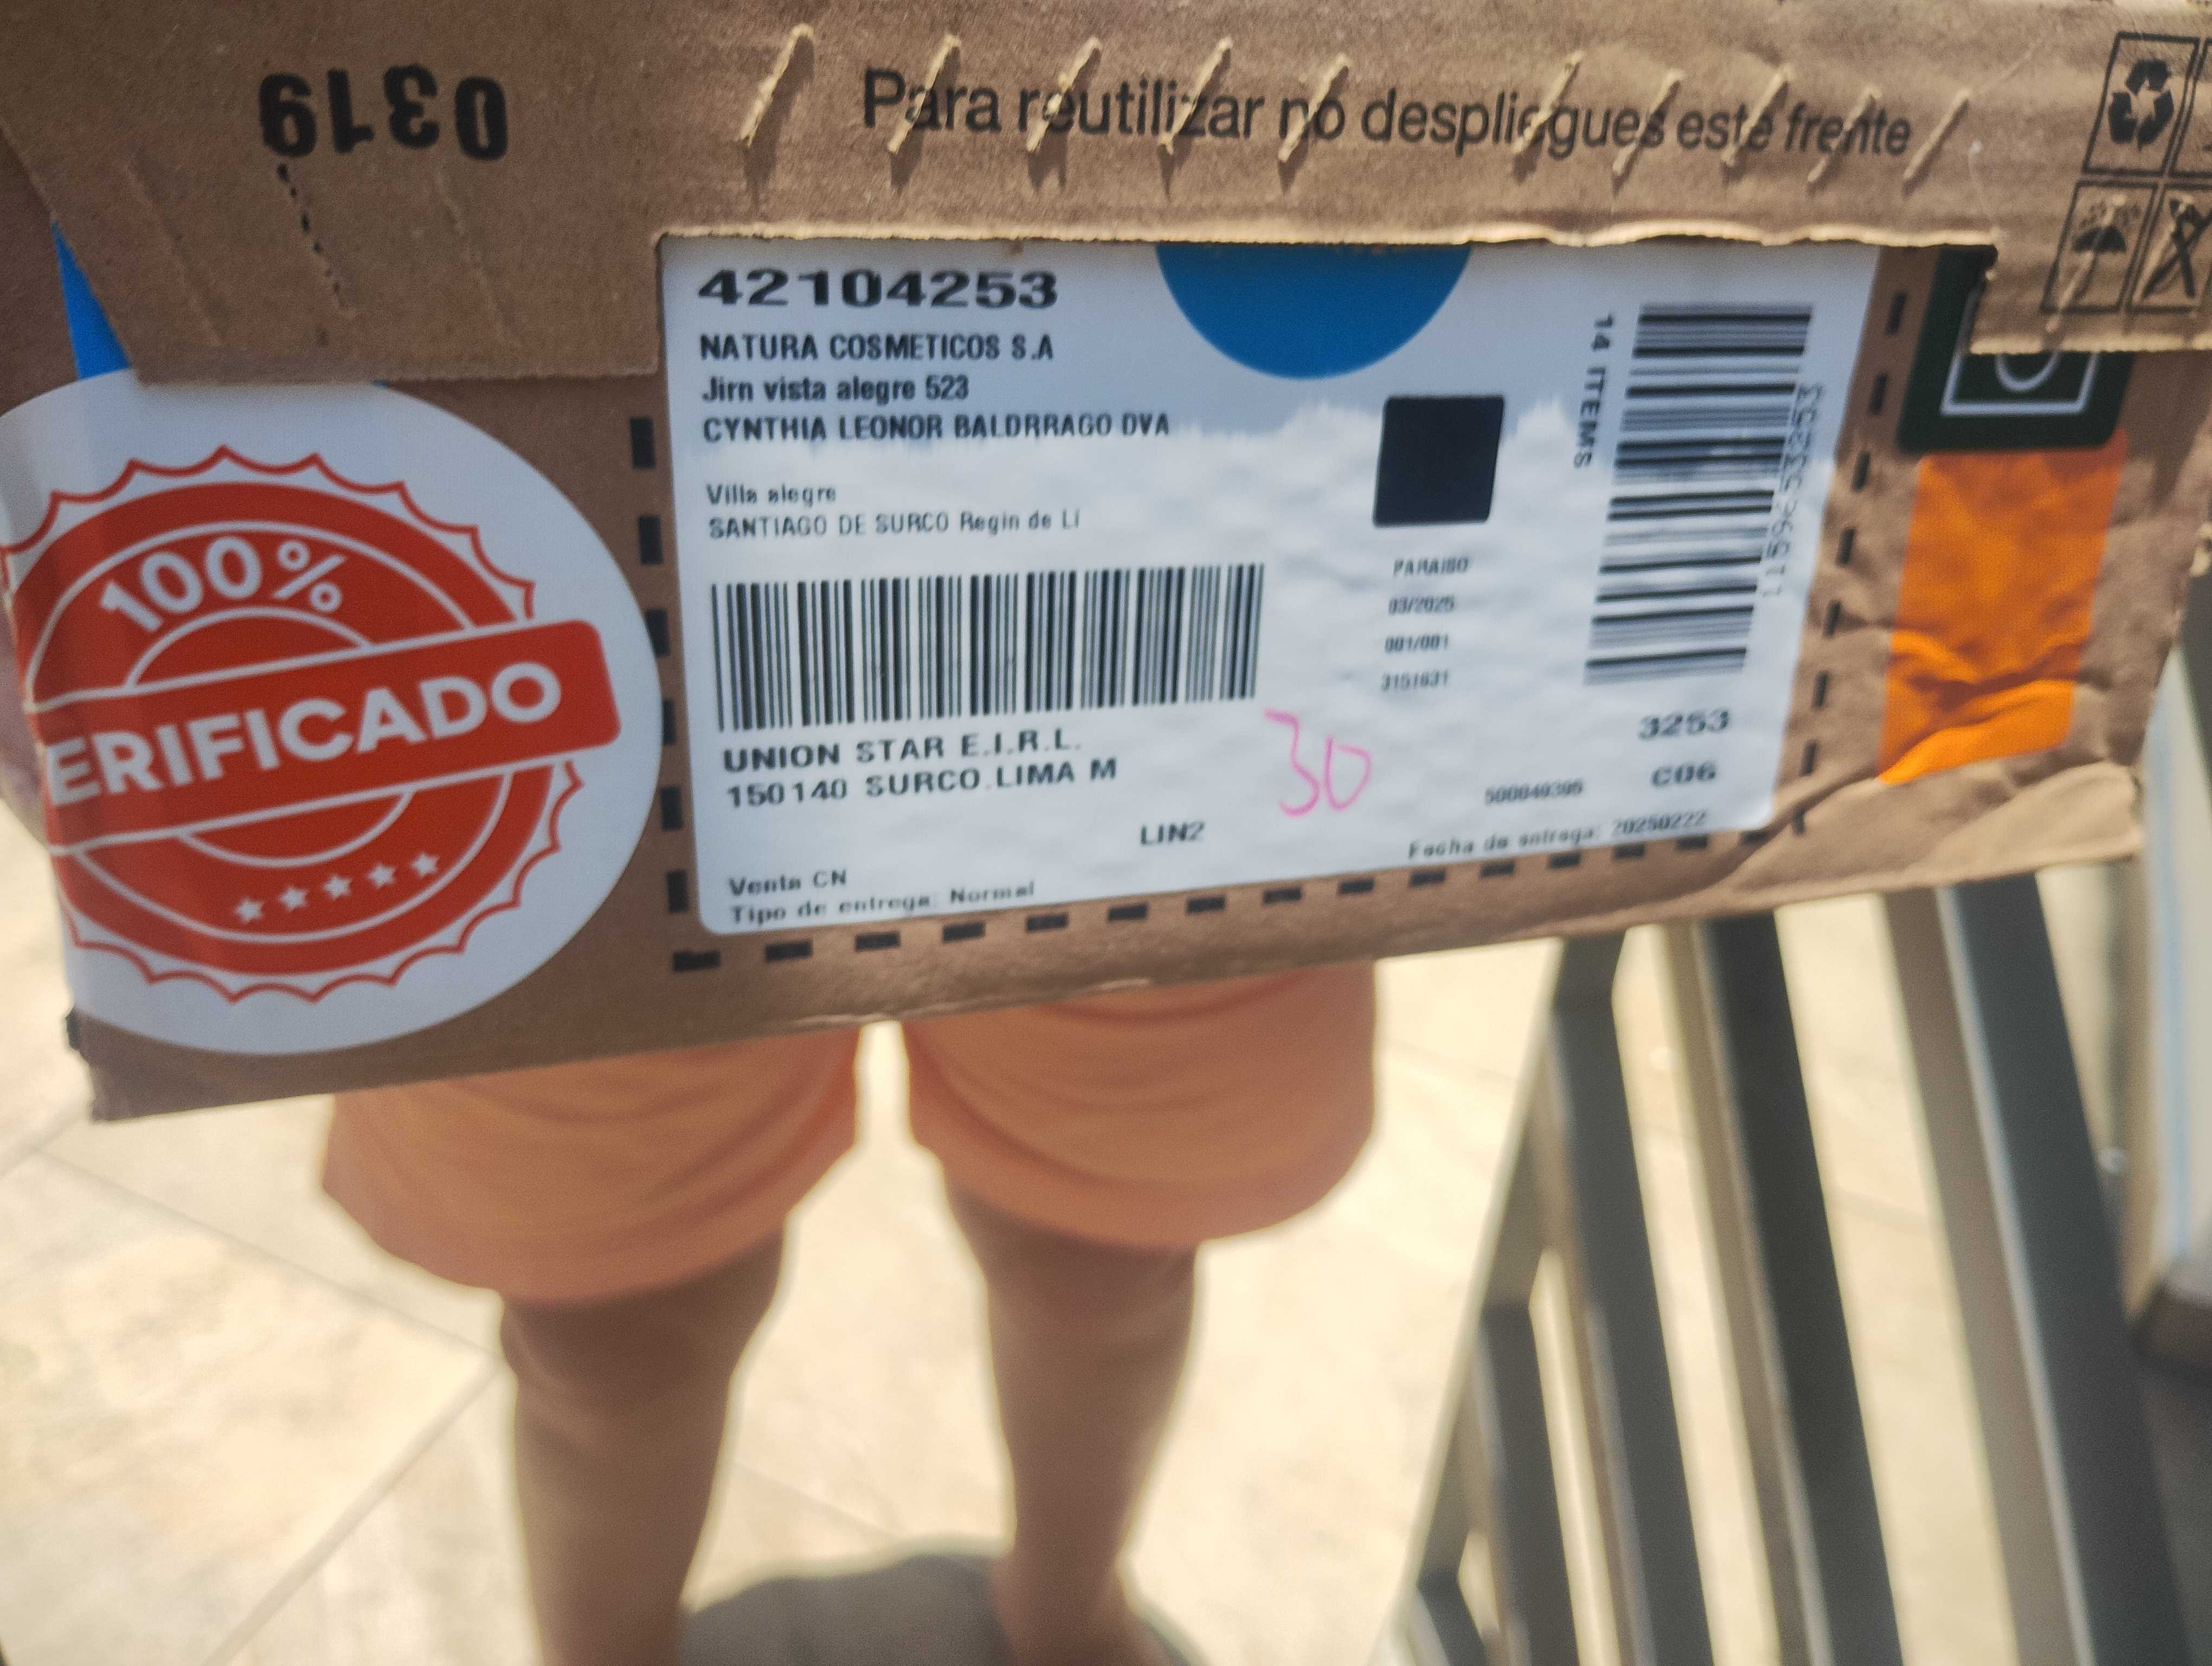 0319
Para reutilizar no despliegues este frente
42104253
NATURA COSMETICOS S.A
Jirn vista alegre 523
CYNTHIA LEONOR BALDRRAGO DVA
Villa alegre
SANTIAGO DE SURCO Regin de Li
14 ITEMS
PARAISO
03/2025
001/001
3151631
UNION STAR E.I.R.L.
150140 SURCO.LIMA M
30
3253
C06
500049395
LIN2
Fecha de entrega: 20250222
Venta CN
Tipo de entrega: Normal
100%
ERIFICADO